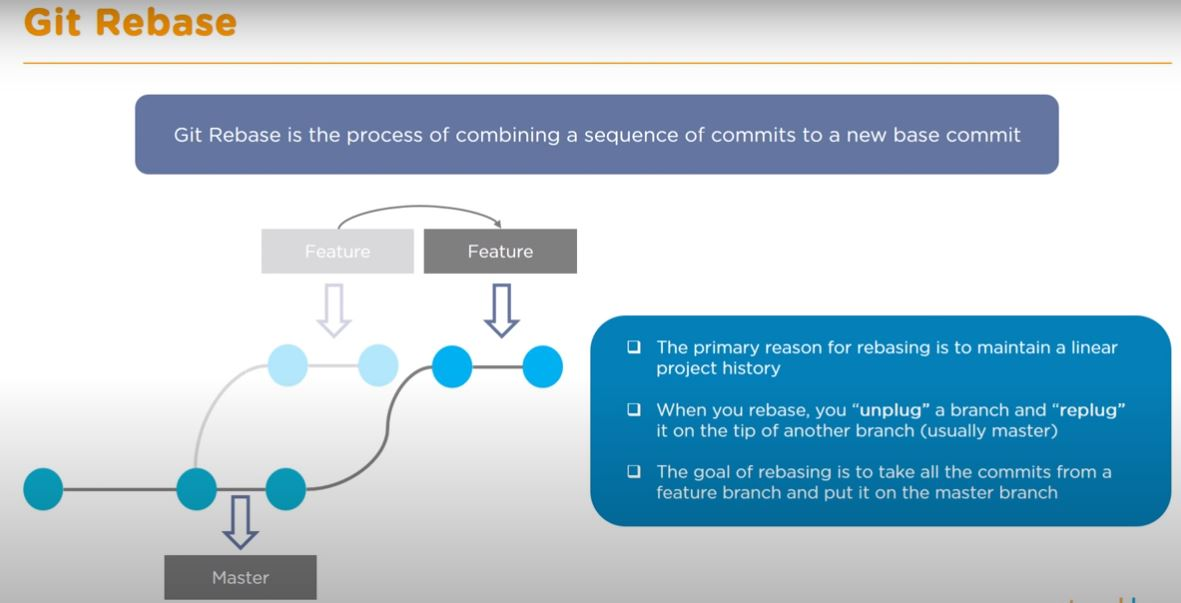 Git Rebase
Git Rebase is the process of combining a sequence of commits to a new base commit
Feature
Feature
The primary reason for rebasing is to maintain a linear
project history
When you rebase, you “unplug” a branch and “replug”
it on the tip of another branch (usually master)
The goal of rebasing is to take all the commits from a
feature branch and put it on the master branch
Master